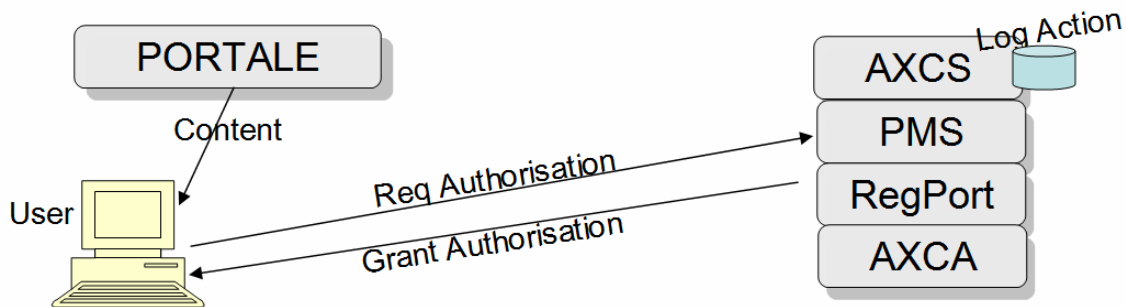 PORTALE
Content
User
Req Authorisation
Grant Authorisation
Log Action
AXCS
PMS
RegPort
AXCA